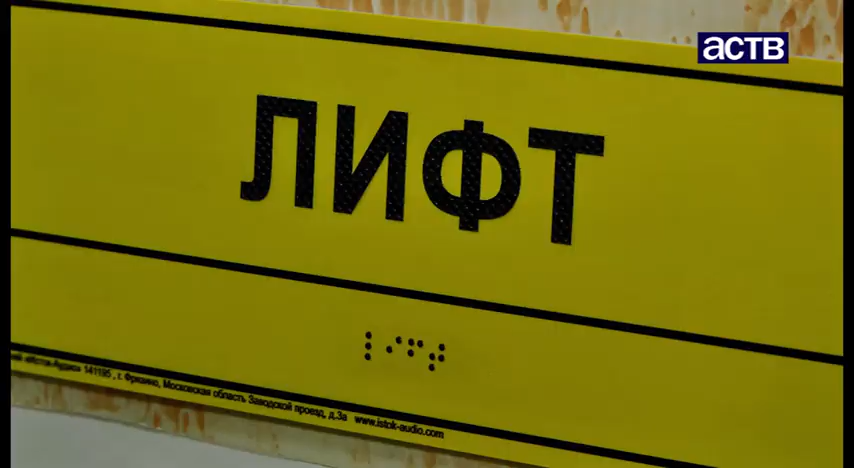 аств
ЛИФТ
⠇⠊⠋⠞
141195 , г. Фрязино, Московская область Заводской проезд, д.3а www.istok-audio.com